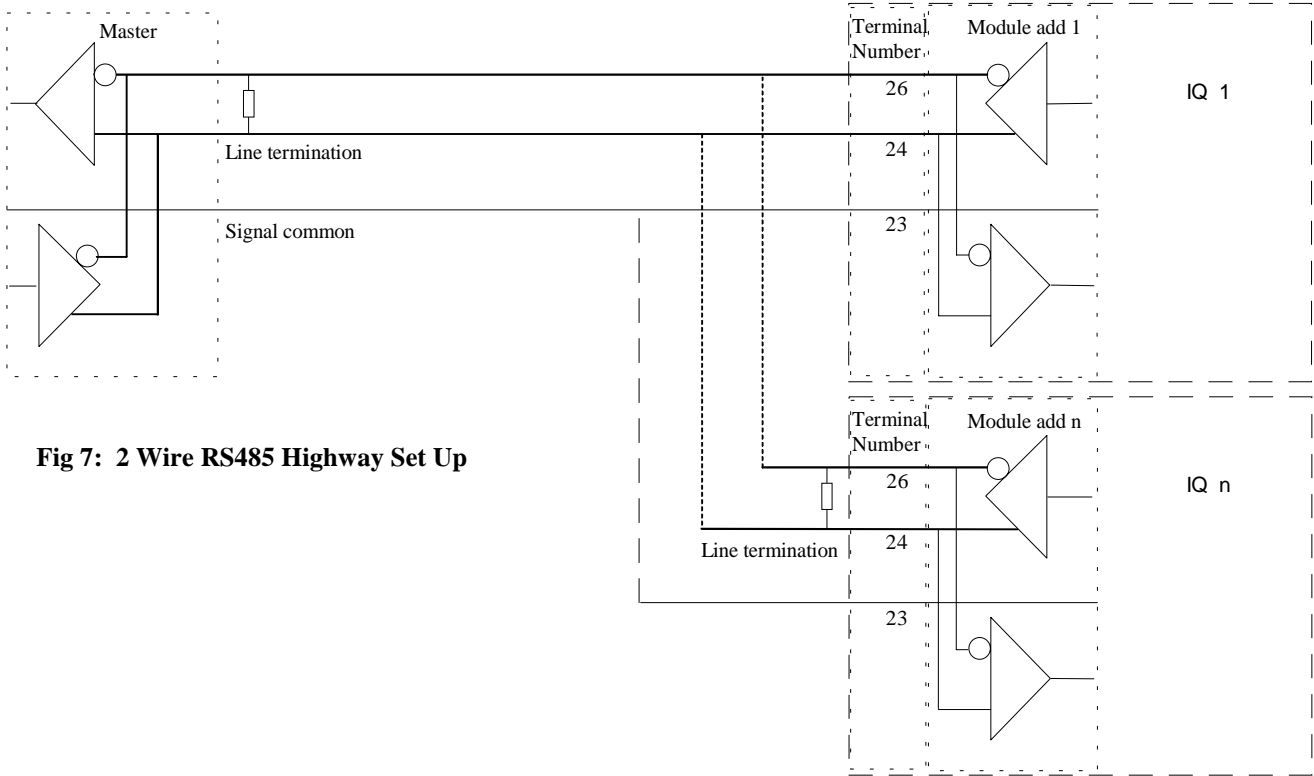 Master
Terminal
Number
Module add 1
26
IQ 1
24
Line termination
23
Signal common
Terminal
Number
Module add n
Fig 7: 2 Wire RS485 Highway Set Up
26
IQ n
24
Line termination
23